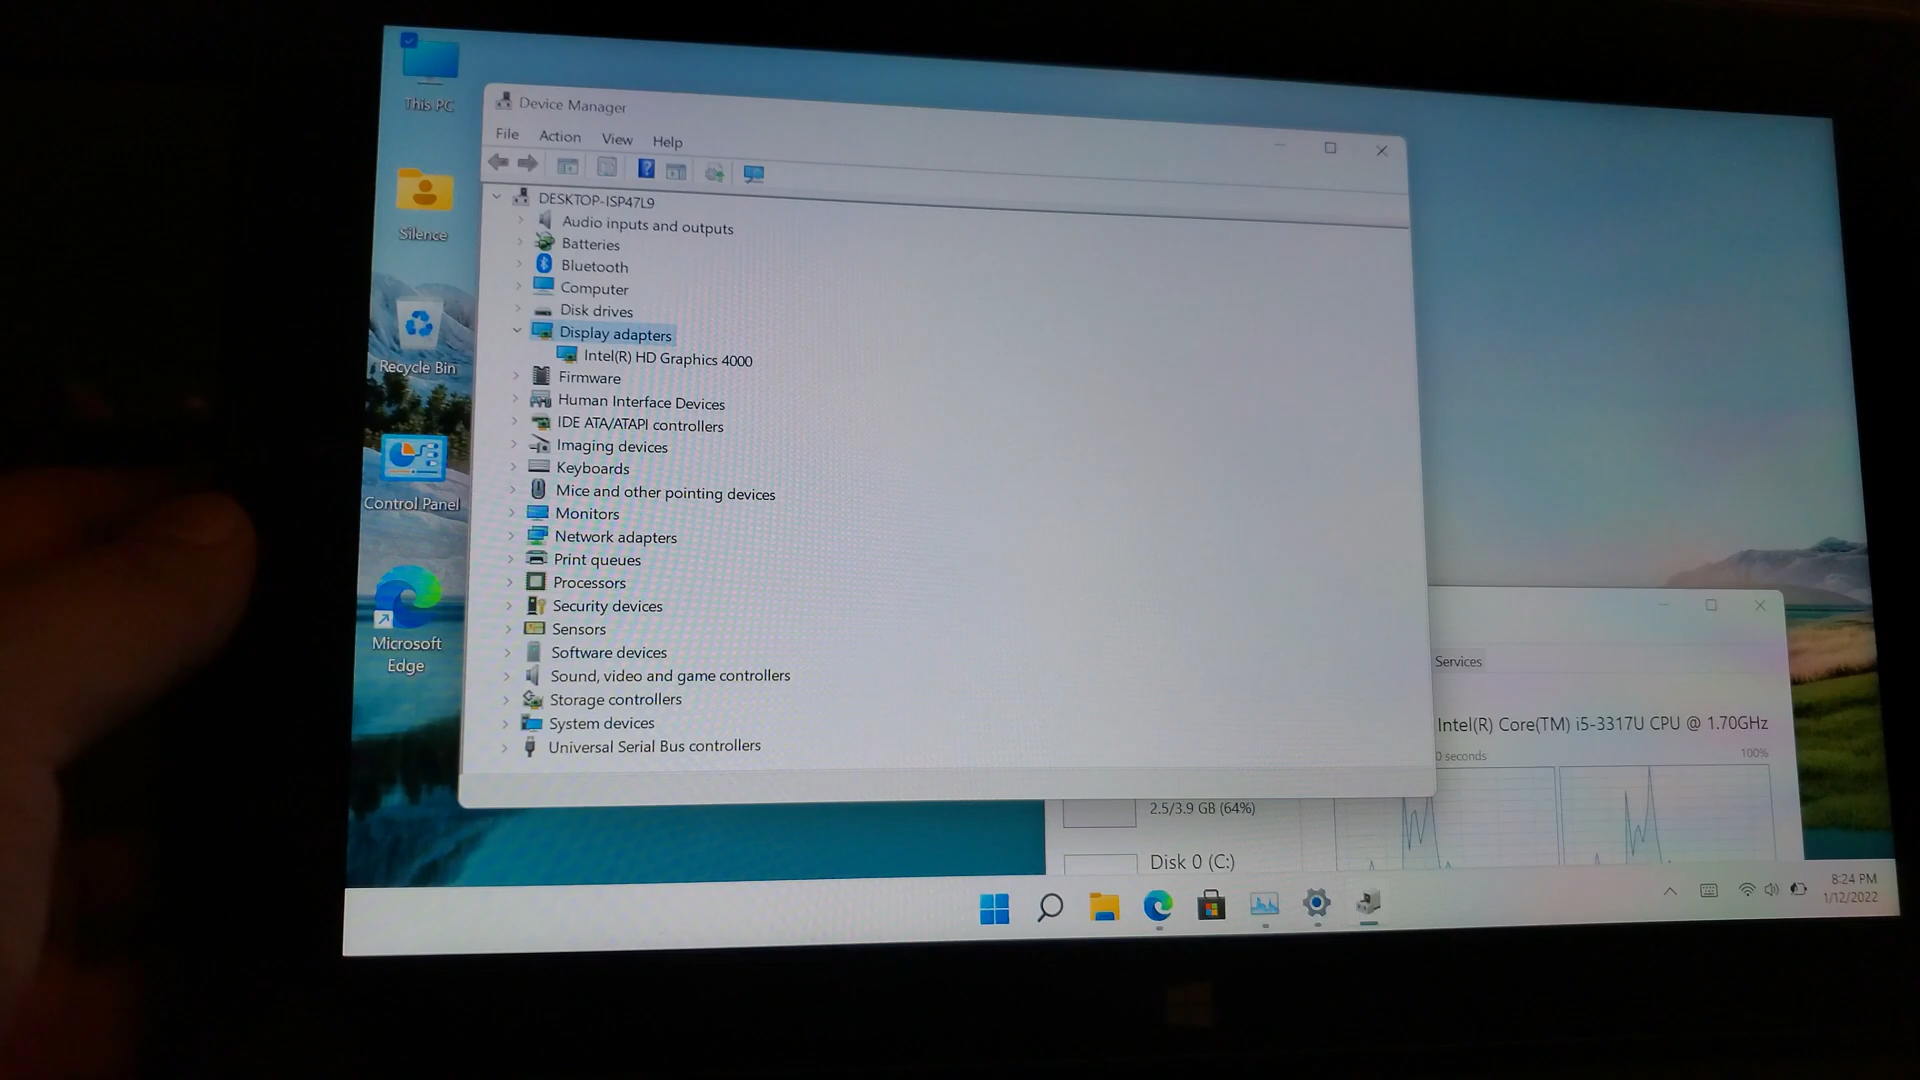 This PC
Silence
Recycle Bin
Control Panel
Microsoft
Edge
Device Manager
File Action View Help
DESKTOP-ISP47L9
Audio inputs and outputs
Batteries
Bluetooth
Computer
Disk drives
Display adapters
Intel(R) HD Graphics 4000
Firmware
Human Interface Devices
IDE ATA/ATAPI controllers
Imaging devices
Keyboards
Mice and other pointing devices
Monitors
Network adapters
Print queues
Processors
Security devices
Sensors
Software devices
Sound, video and game controllers
Storage controllers
System devices
Universal Serial Bus controllers
Services
Intel(R) Core(TM) i5-3317U CPU @ 1.70GHz
0 seconds 100%
2.5/3.9 GB (64%)
Disk 0 (C:)
8:24 PM
1/12/2022